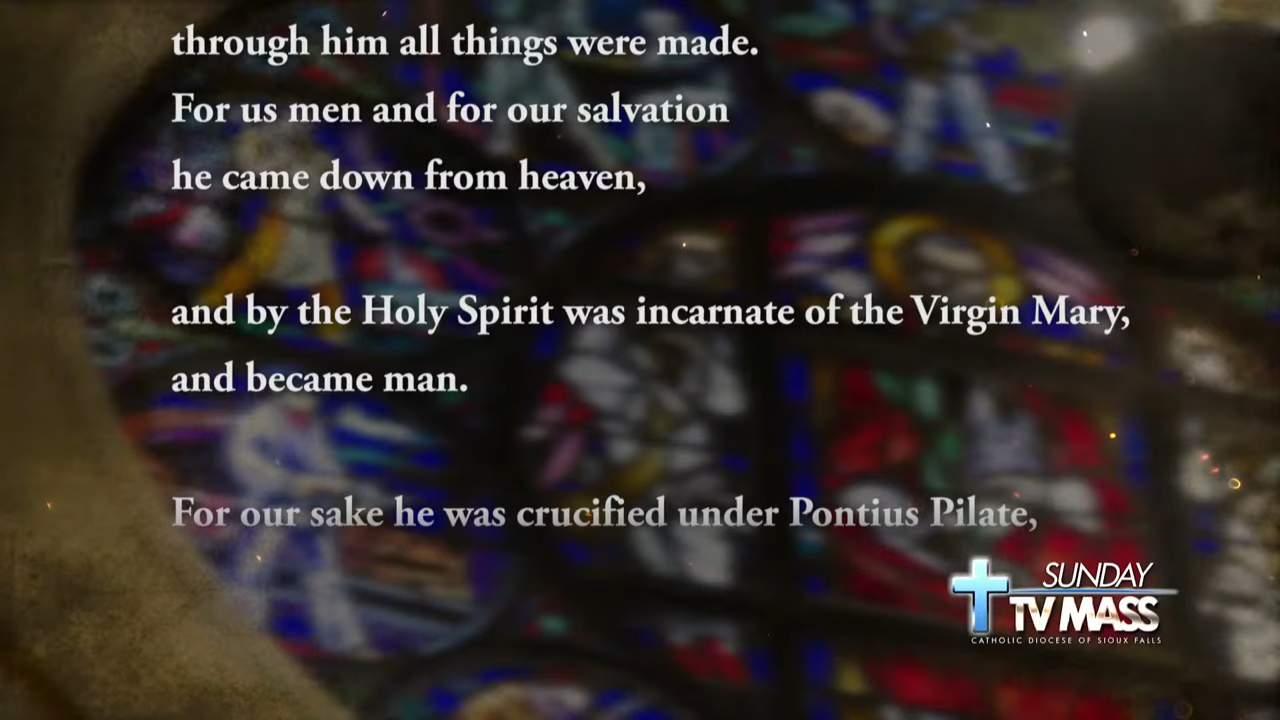 through him all things were made.
For us men and for our salvation
he came down from heaven,
and by the Holy Spirit was incarnate of the Virgin Mary,
and became man.
For our sake he was crucified under Pontius Pilate,
SUNDAY
TV MASS
CATHOLIC DIOCESE OF SIOUX FALLS